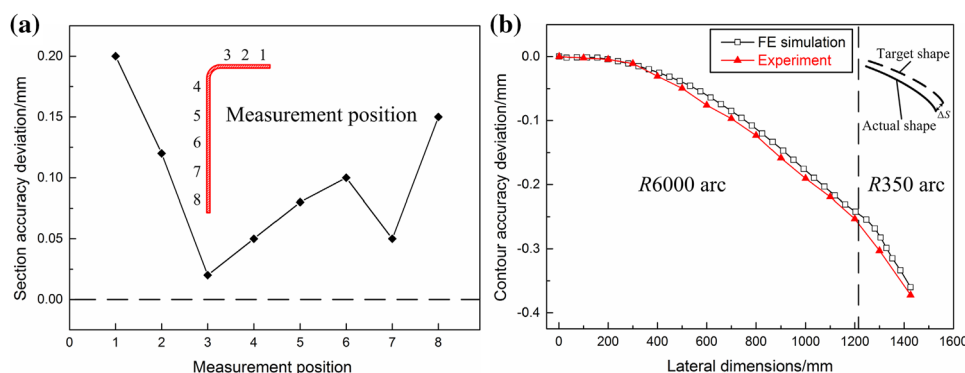 (a)
0.20
0.15
0.10
0.05
0.00
Section accuracy deviation/mm
3 2 1
4
5
6
7
8
Measurement position
0 1 2 3 4 5 6 7 8
Measurement position
(b)
0.0
-0.1
-0.2
-0.3
-0.4
Contour accuracy deviation/mm
FE simulation
Experiment
Target shape
Actual shape
ΔS
R6000 arc
R350 arc
0 200 400 600 800 1000 1200 1400 1600
Lateral dimensions/mm